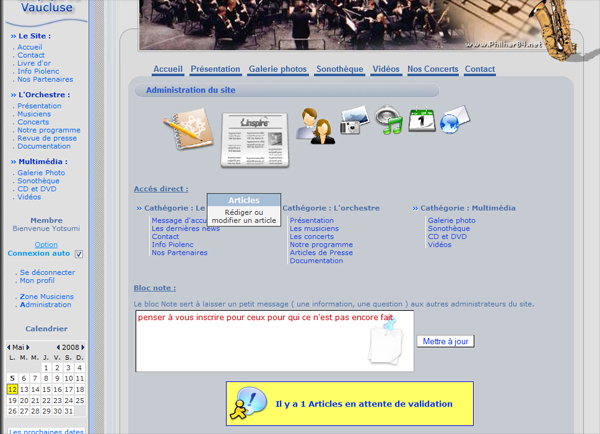 Vaucluse
» Le Site :
. Accueil
. Contact
. Livre d'or
. Info Piolenc
. Nos Partenaires
» L'Orchestre :
. Présentation
. Musiciens
. Concerts
. Notre programme
. Revue de presse
. Documentation
» Multimédia :
. Galerie Photo
. Sonothèque
. CD et DVD
. Vidéos
Membre
Bienvenue Yotsumi
Option
Connexion auto
. Se déconnecter
. Mon profil
. Zone Musiciens
. Administration
Calendrier
Mai 2008
L. M. M. J. V. S. D.
1 2 3 4
5 6 7 8 9 10 11
12 13 14 15 16 17 18
19 20 21 22 23 24 25
26 27 28 29 30 31
Les prochaines dates
www.Philhar84.net
Accueil Présentation Galerie photos Sonothèque Vidéos Nos Concerts Contact
Administration du site
inspire
1
Accès direct :
Articles
Rédiger ou
modifier un article
» Cathégorie : Le
Message d'accu
Les dernières news
Contact
Info Piolenc
Nos Partenaires
Cathégorie : L'orchestre
Présentation
Les musiciens
Les concerts
Notre programme
Articles de Presse
Documentation
» Cathégorie : Multimédia
Galerie photo
Sonothèque
CD et DVD
Vidéos
Bloc note :
Le bloc Note sert à laisser un petit message ( une information, une question ) aux autres administrateurs du site.
penser à vous inscrire pour ceux pour qui ce n'est pas encore fait
Mettre à jour
Il y a 1 Articles en attente de validation